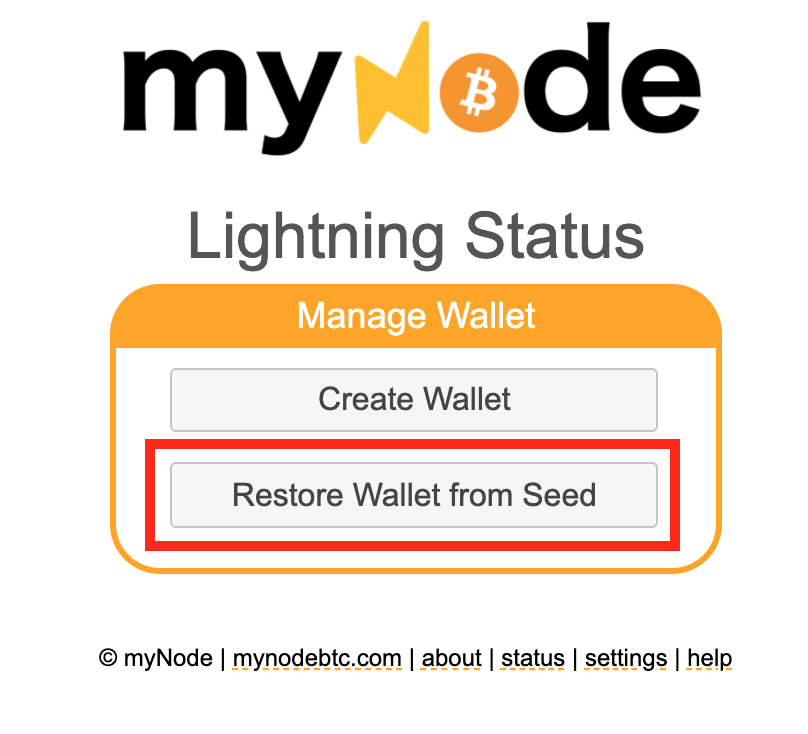 myNode
Lightning Status
Manage Wallet
Create Wallet
Restore Wallet from Seed
© myNode | mynodebtc.com | about | status | settings | help